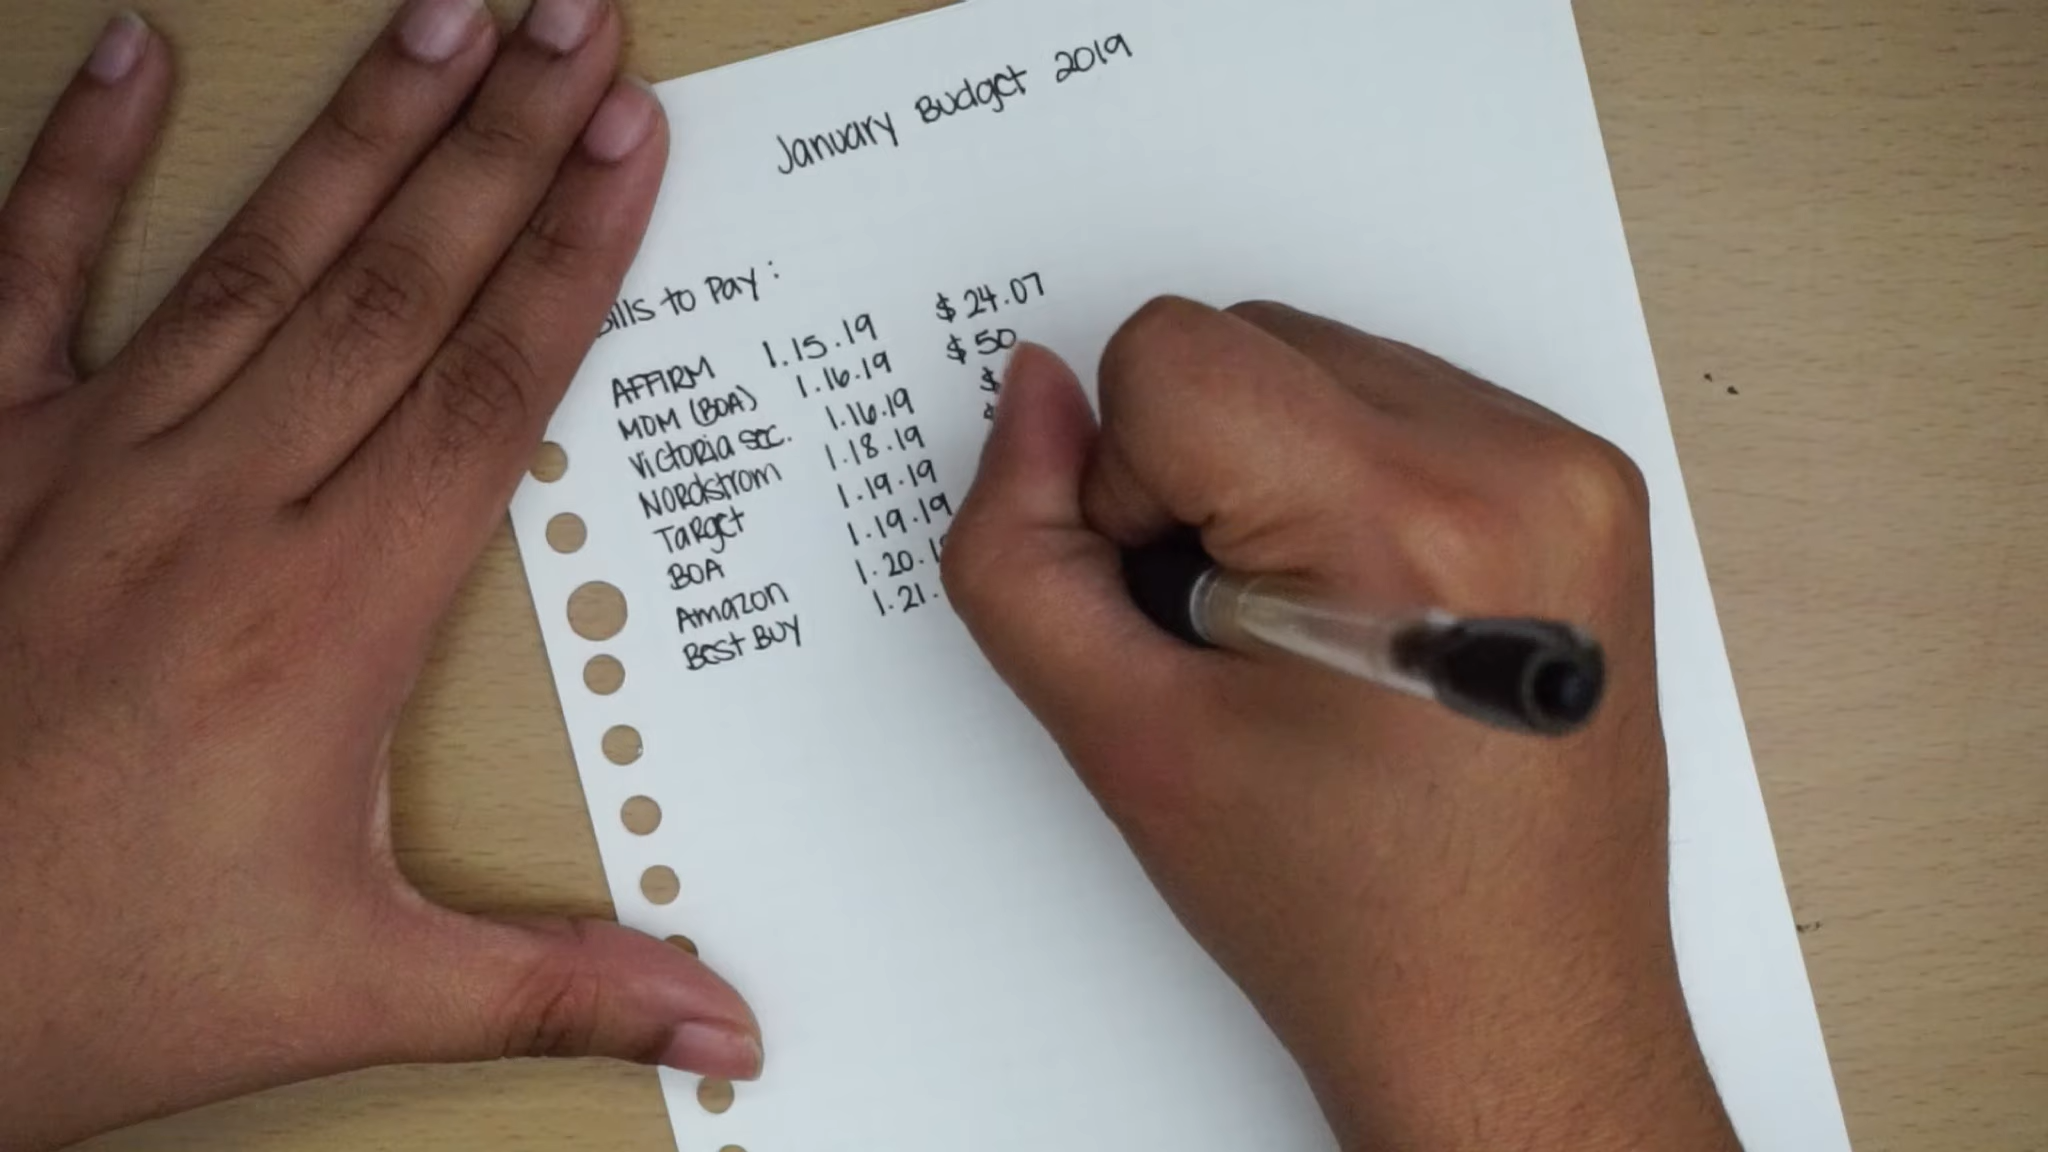 January Budget 2019
Bills to Pay:
AFFIRM 1.15.19 $24.07
MOM (BOA) 1.16.19 $50
Victoria sec. 1.16.19 $
Nordstrom 1.18.19 $
Target 1.19.19
BOA 1.19.19
Amazon 1.20.1
Best Buy 1.21.